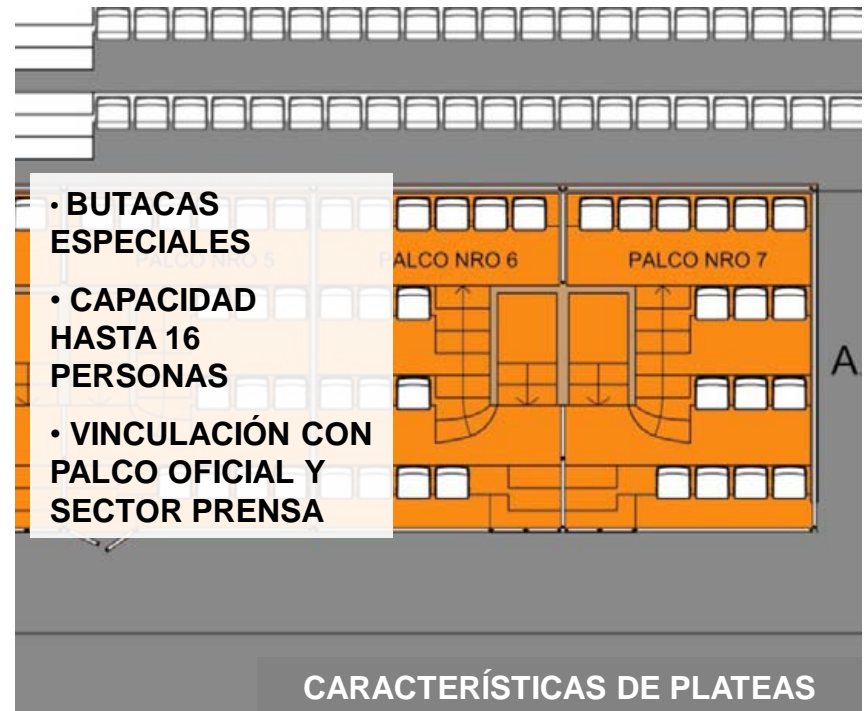 • BUTACAS
ESPECIALES
PALCO NRO 5
PALCO NRO 6
PALCO NRO 7
• CAPACIDAD
HASTA 16
PERSONAS
A
• VINCULACIÓN CON
PALCO OFICIAL Y
SECTOR PRENSA
CARACTERÍSTICAS DE PLATEAS